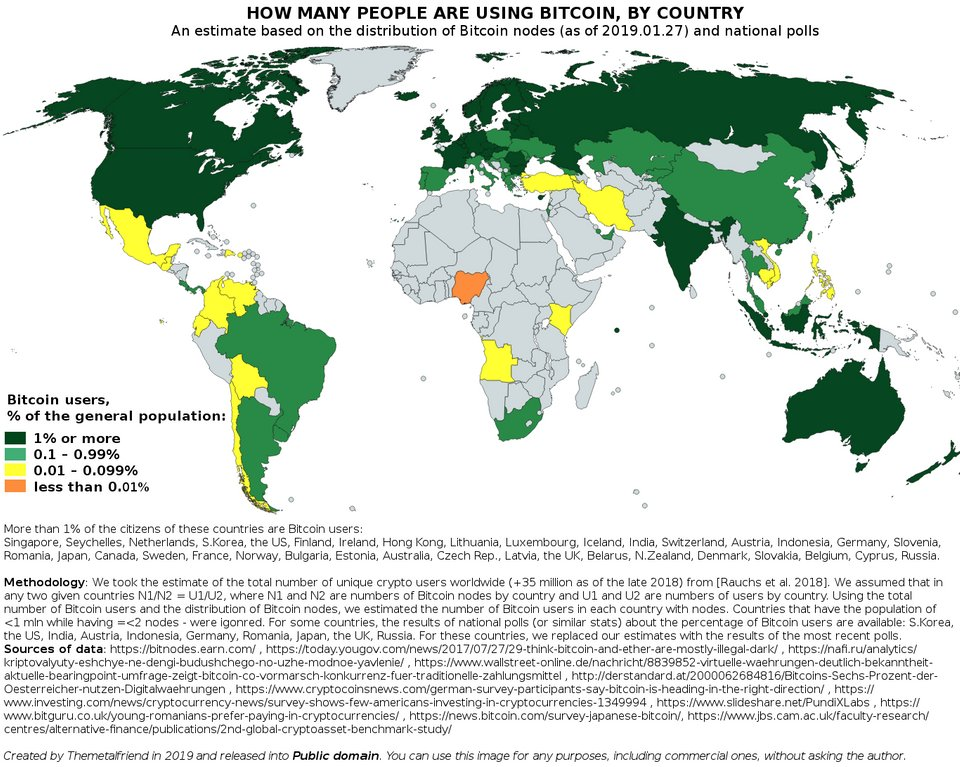 HOW MANY PEOPLE ARE USING BITCOIN, BY COUNTRY
An estimate based on the distribution of Bitcoin nodes (as of 2019.01.27) and national polls
Bitcoin users,
% of the general population:
1% or more
0.1 – 0.99%
0.01 – 0.099%
less than 0.01%
More than 1% of the citizens of these countries are Bitcoin users:
Singapore, Seychelles, Netherlands, S.Korea, the US, Finland, Ireland, Hong Kong, Lithuania, Luxembourg, Iceland, India, Switzerland, Austria, Indonesia, Germany, Slovenia,
Romania, Japan, Canada, Sweden, France, Norway, Bulgaria, Estonia, Australia, Czech Rep., Latvia, the UK, Belarus, N.Zealand, Denmark, Slovakia, Belgium, Cyprus, Russia.
Methodology: We took the estimate of the total number of unique crypto users worldwide (+35 million as of the late 2018) from [Rauchs et al. 2018]. We assumed that in
any two given countries N1/N2 = U1/U2, where N1 and N2 are numbers of Bitcoin nodes by country and U1 and U2 are numbers of users by country. Using the total
number of Bitcoin users and the distribution of Bitcoin nodes, we estimated the number of Bitcoin users in each country with nodes. Countries that have the population of
<1 mln while having =<2 nodes - were igonred. For some countries, the results of national polls (or similar stats) about the percentage of Bitcoin users are available: S.Korea,
the US, India, Austria, Indonesia, Germany, Romania, Japan, the UK, Russia. For these countries, we replaced our estimates with the results of the most recent polls.
Sources of data: https://bitnodes.earn.com/ , https://today.yougov.com/news/2017/07/27/29-think-bitcoin-and-ether-are-mostly-illegal-dark/ , https://nafi.ru/analytics/
kriptovalyuty-eshchye-ne-dengi-budushchego-no-uzhe-modnoe-yavlenie/ , https://www.wallstreet-online.de/nachricht/8839852-virtuelle-waehrungen-deutlich-bekanntheit-
aktuelle-bearingpoint-umfrage-zeigt-bitcoin-co-vormarsch-konkurrenz-fuer-traditionelle-zahlungsmittel , http://derstandard.at/2000062684816/Bitcoins-Sechs-Prozent-der-
Oesterreicher-nutzen-Digitalwaehrungen , https://www.cryptocoinsnews.com/german-survey-participants-say-bitcoin-is-heading-in-the-right-direction/ , https://
www.investing.com/news/cryptocurrency-news/survey-shows-few-americans-investing-in-cryptocurrencies-1349994 , https://www.slideshare.net/PundiXLabs , https://
www.bitguru.co.uk/young-romanians-prefer-paying-in-cryptocurrencies/ , https://news.bitcoin.com/survey-japanese-bitcoin/, https://www.jbs.cam.ac.uk/faculty-research/
centres/alternative-finance/publications/2nd-global-cryptoasset-benchmark-study/
Created by Themetalfriend in 2019 and released into Public domain. You can use this image for any purposes, including commercial ones, without asking the author.